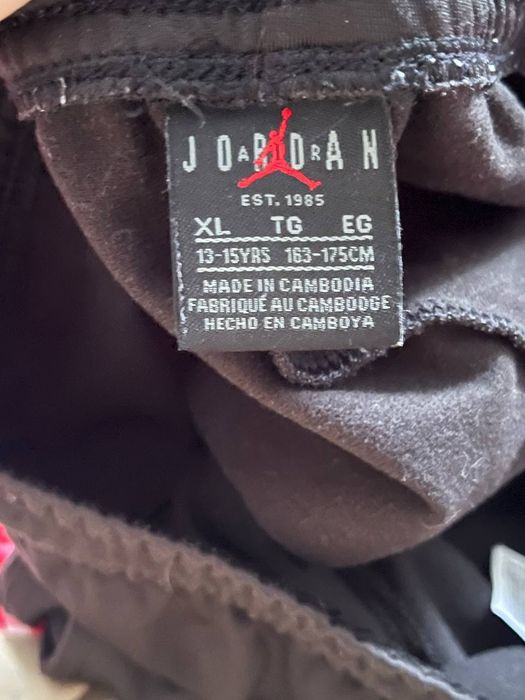 JORDAN
AIR
EST. 1985
XL TG EG
13-15YRS 163-175CM
MADE IN CAMBODIA
FABRIQUÉ AU CAMBODGE
HECHO EN CAMBOYA